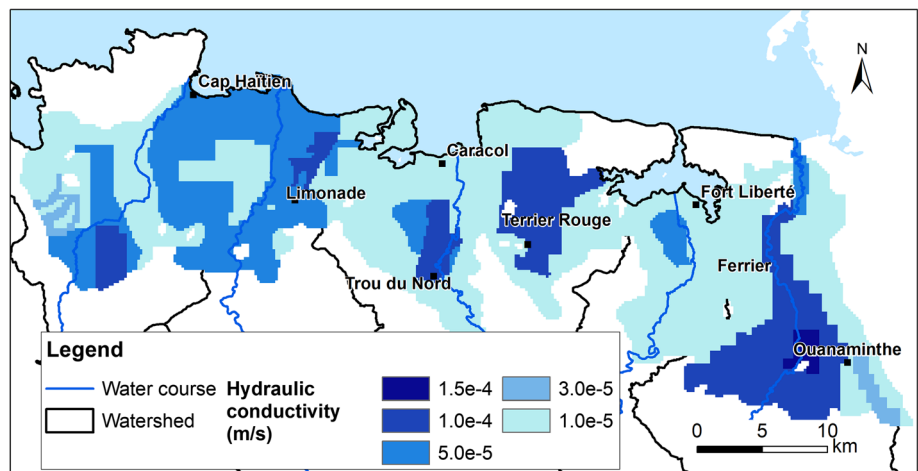 N
Cap Haïtien
Caracol
Limonade
Fort Liberté
Terrier Rouge
Ferrier
Trou du Nord
Ouanaminthe
Legend
Water course
Watershed
Hydraulic
conductivity
(m/s)
1.5e-4
1.0e-4
5.0e-5
3.0e-5
1.0e-5
0 5 10
km